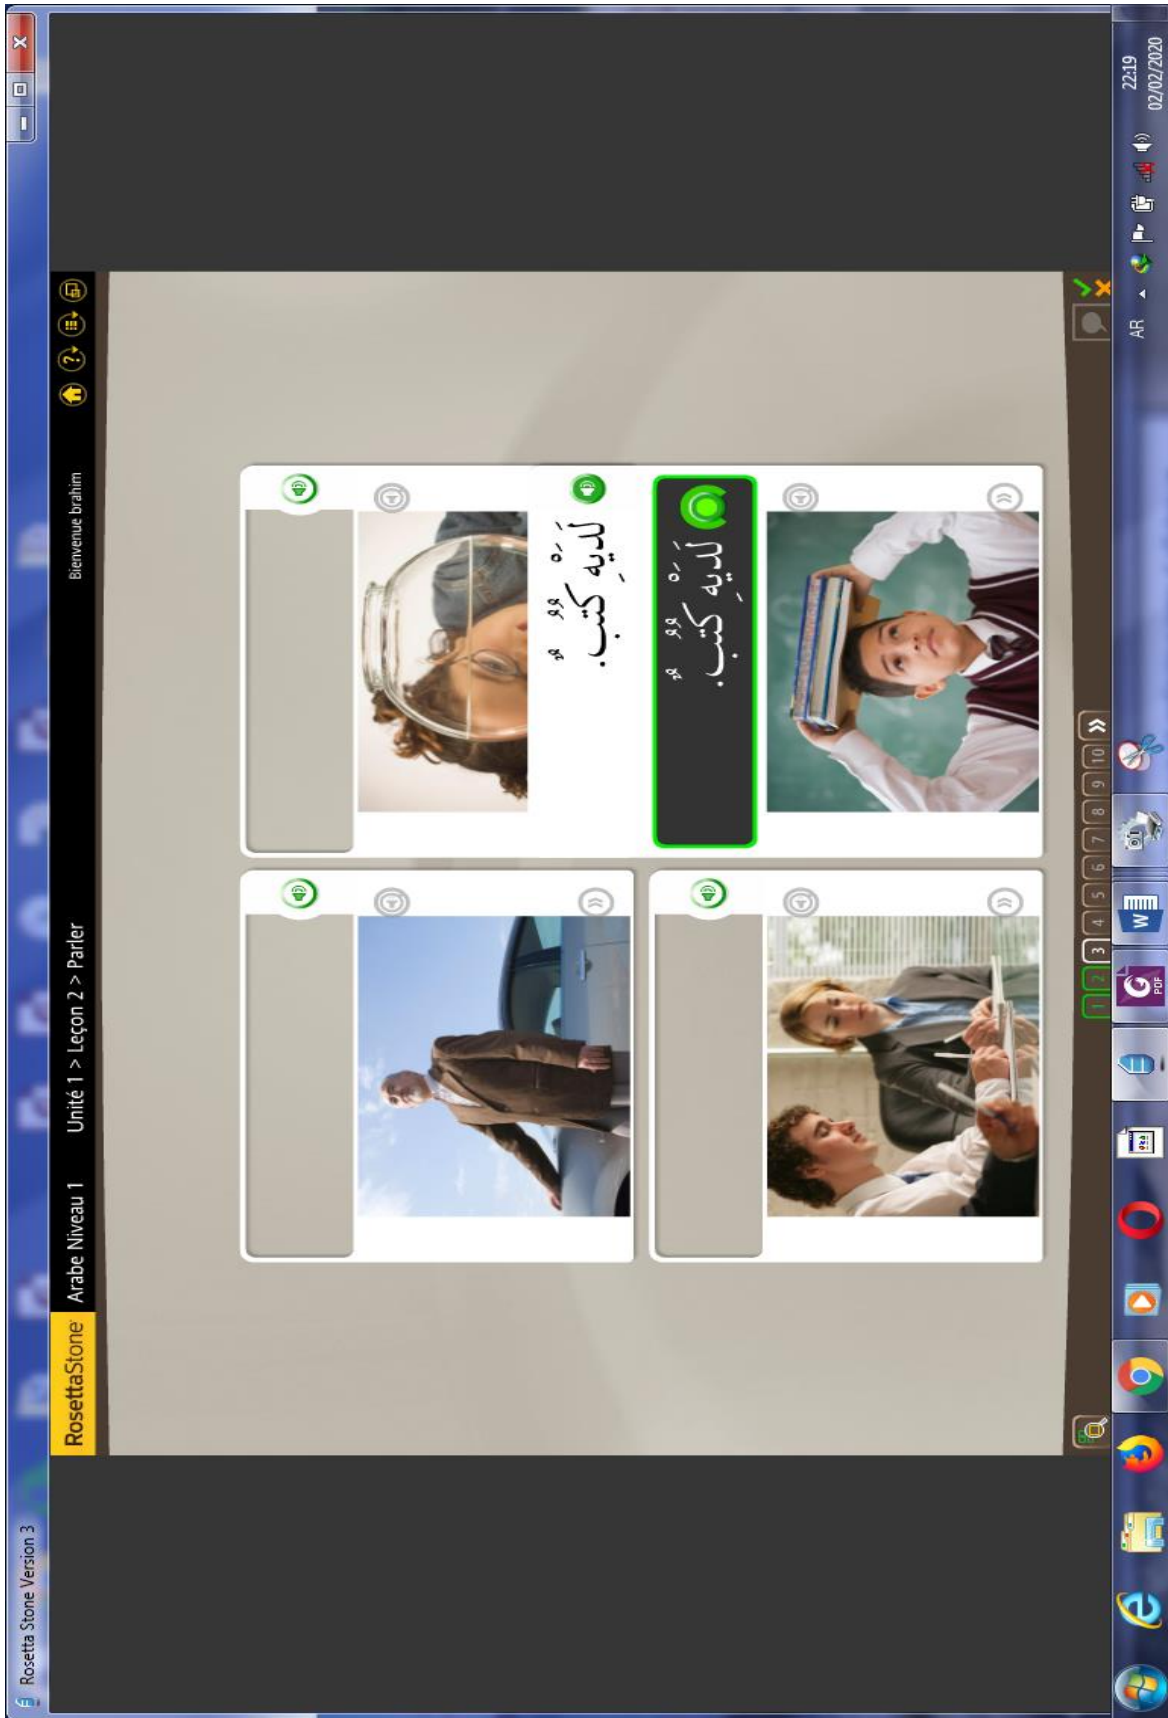 Rosetta Stone Version 3
RosettaStone Arabe Niveau 1 Unité 1 > Leçon 2 > Parler Bienvenue brahim
لَدَيْهِ كُتُبٌ.
لَدَيْهِ كُتُبٌ.
1 2 3 4 5 6 7 8 9 10
W PDF AR 22:19
02/02/2020